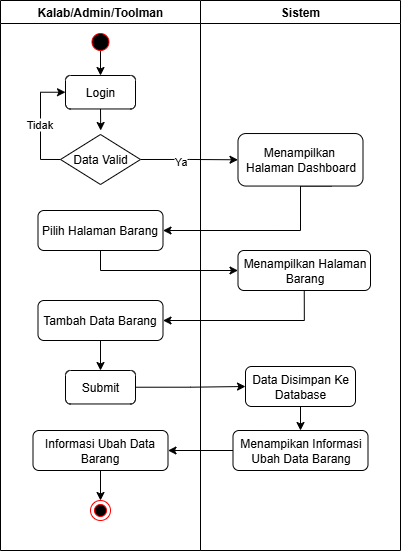 Kalab/Admin/Toolman
Sistem
Login
Tidak
Data Valid
Ya
Menampilkan
Halaman Dashboard
Pilih Halaman Barang
Menampilkan Halaman
Barang
Tambah Data Barang
Submit
Data Disimpan Ke
Database
Informasi Ubah Data
Barang
Menampikan Informasi
Ubah Data Barang